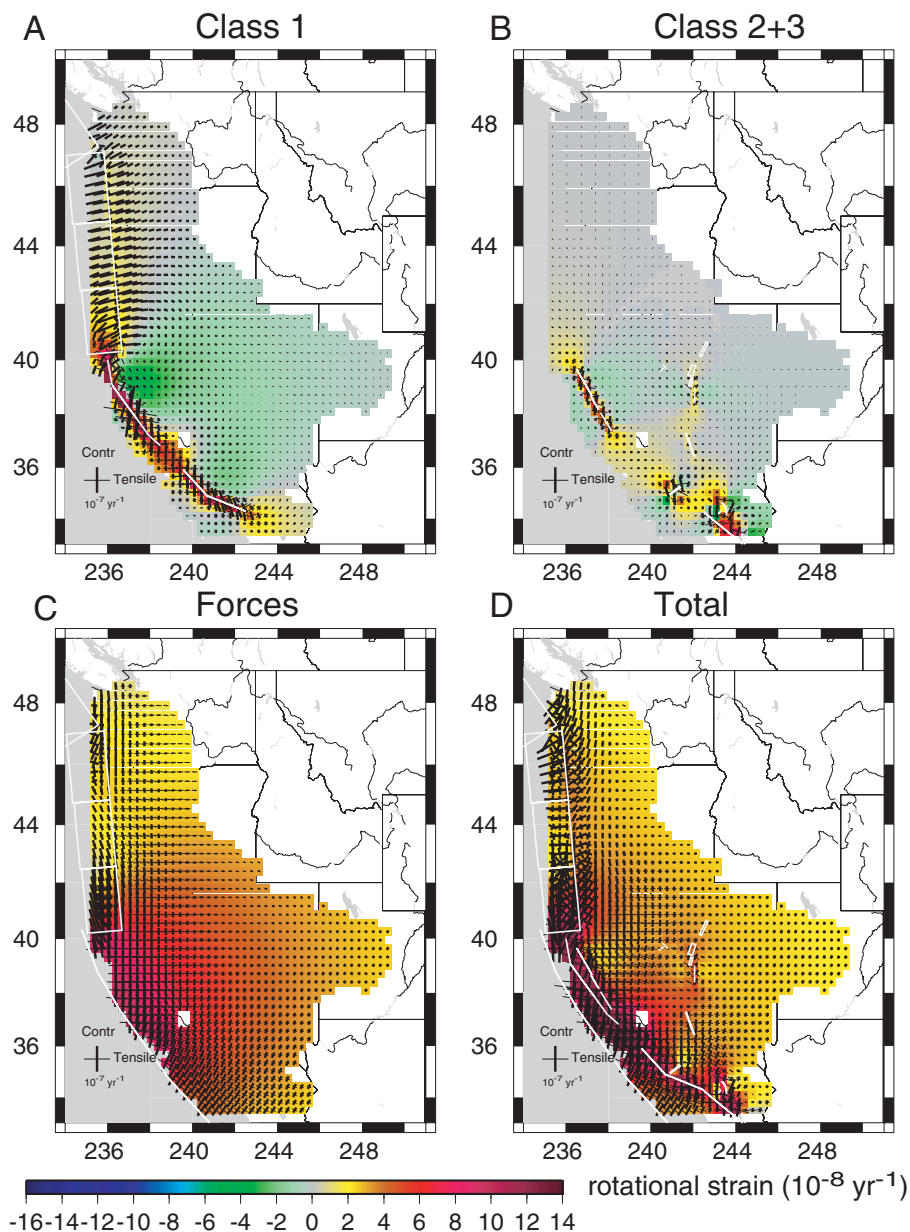 A Class 1
B Class 2+3
48
44
40
36
Contr
Tensile
10⁻⁷ yr⁻¹
236 240 244 248
48
44
40
36
Contr
Tensile
10⁻⁷ yr⁻¹
236 240 244 248
C Forces
D Total
48
44
40
36
Contr
Tensile
10⁻⁷ yr⁻¹
236 240 244 248
48
44
40
36
Contr
Tensile
10⁻⁷ yr⁻¹
236 240 244 248
rotational strain (10⁻⁸ yr⁻¹)
-16 -14 -12 -10 -8 -6 -4 -2 0 2 4 6 8 10 12 14